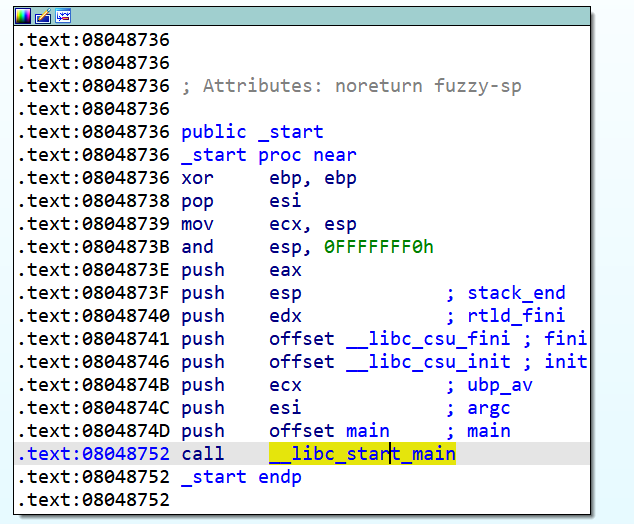 .text:08048736
.text:08048736
.text:08048736 ; Attributes: noreturn fuzzy-sp
.text:08048736
.text:08048736 public _start
.text:08048736 _start proc near
.text:08048736 xor ebp, ebp
.text:08048738 pop esi
.text:08048739 mov ecx, esp
.text:0804873B and esp, 0FFFFFFF0h
.text:0804873E push eax
.text:0804873F push esp ; stack_end
.text:08048740 push edx ; rtld_fini
.text:08048741 push offset __libc_csu_fini ; fini
.text:08048746 push offset __libc_csu_init ; init
.text:0804874B push ecx ; ubp_av
.text:0804874C push esi ; argc
.text:0804874D push offset main ; main
.text:08048752 call __libc_start_main
.text:08048752 _start endp
.text:08048752